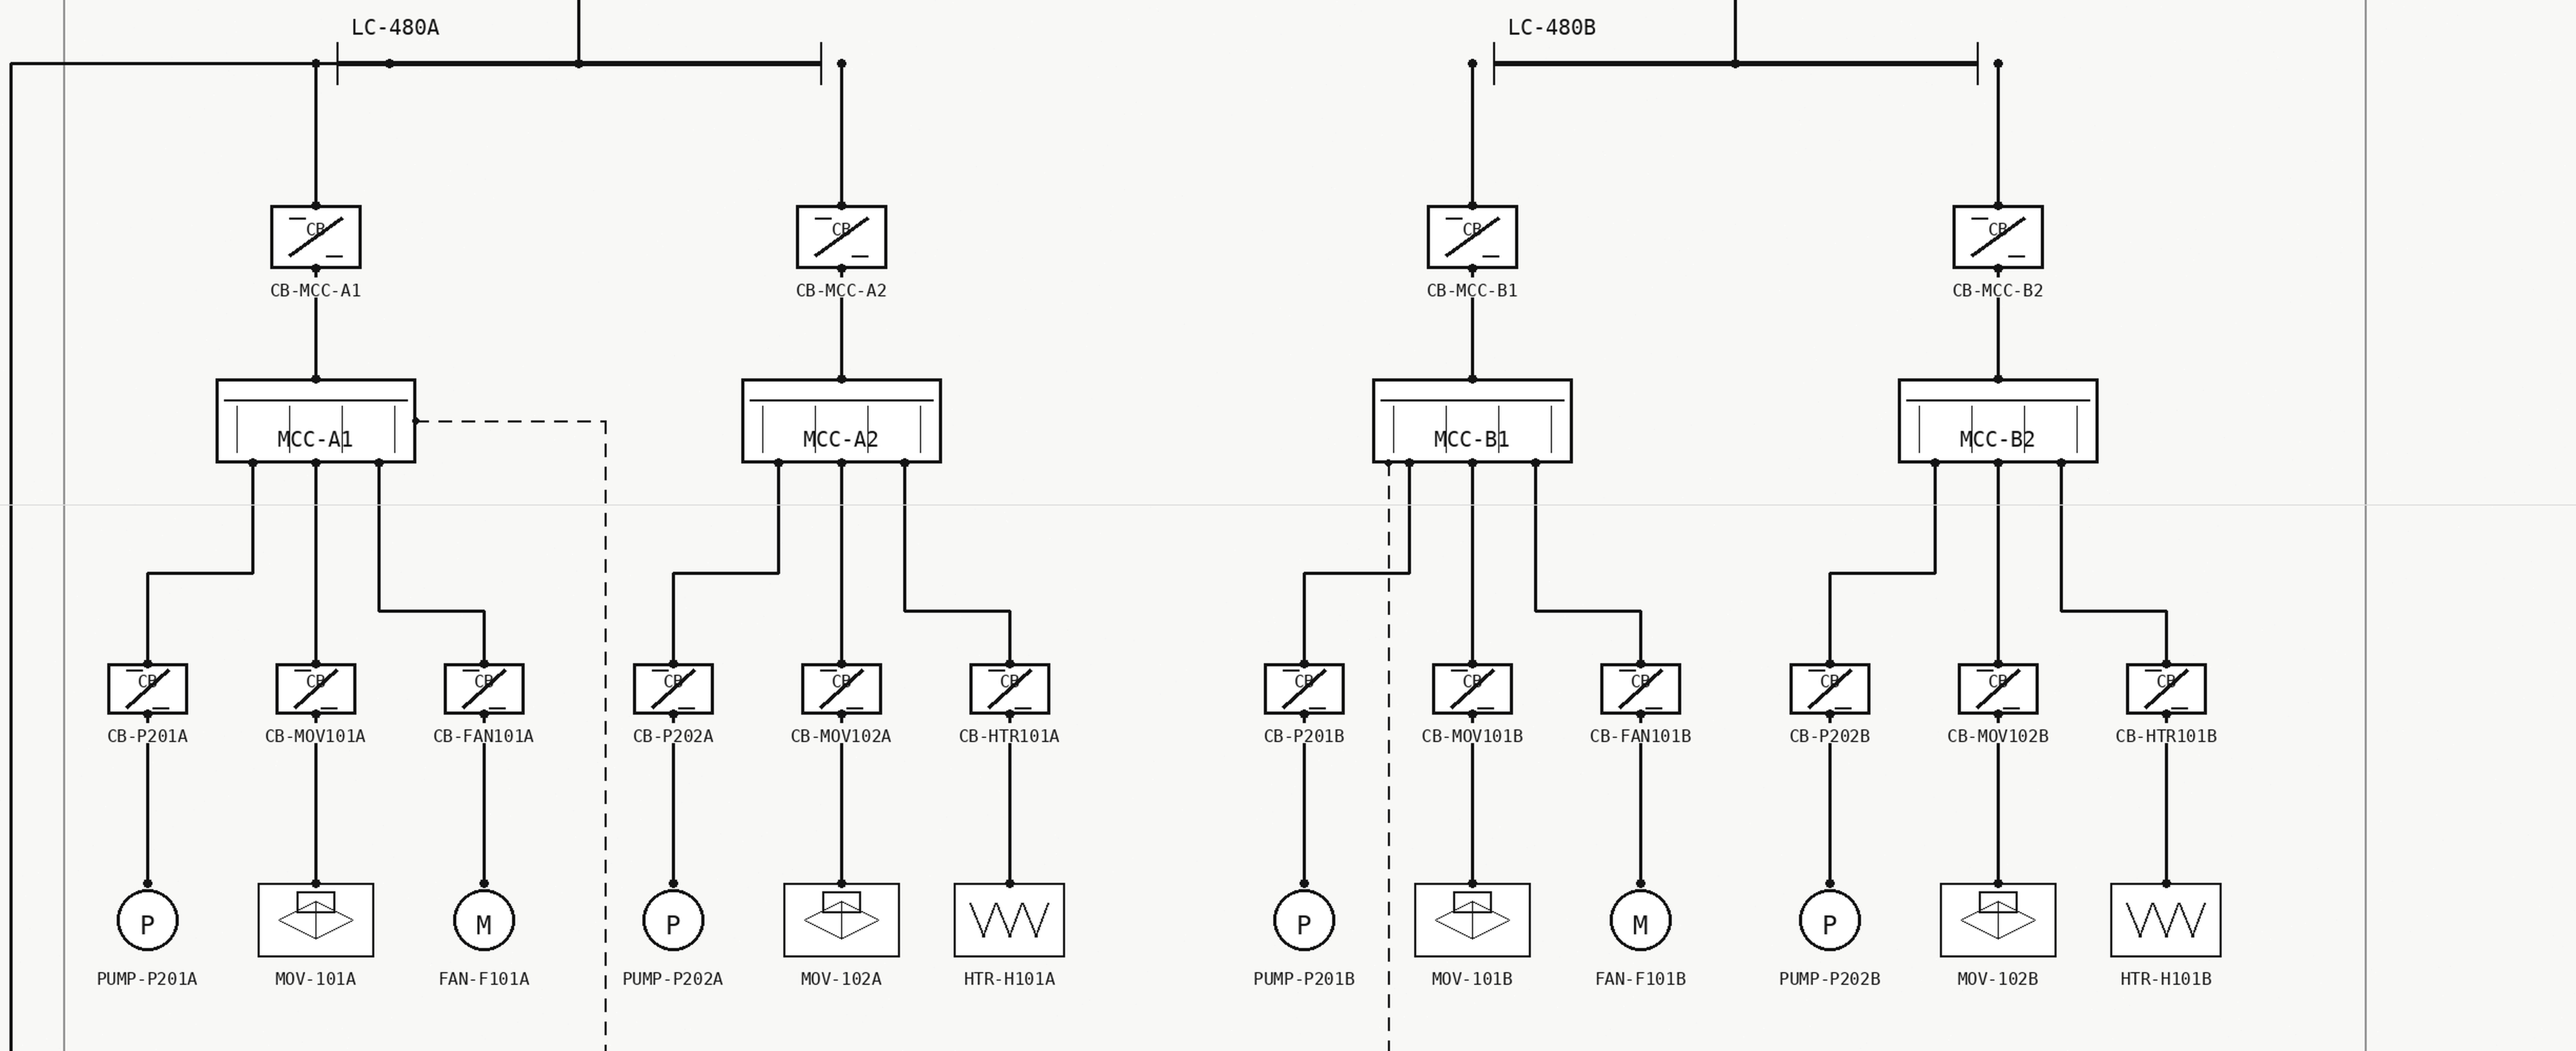 LC-480A
LC-480B
CB
CB
CB
CB
CB-MCC-A1
CB-MCC-A2
CB-MCC-B1
CB-MCC-B2
MCC-A1
MCC-A2
MCC-B1
MCC-B2
CB
CB
CB
CB
CB
CB
CB
CB
CB
CB
CB
CB
CB-P201A
CB-MOV101A
CB-FAN101A
CB-P202A
CB-MOV102A
CB-HTR101A
CB-P201B
CB-MOV101B
CB-FAN101B
CB-P202B
CB-MOV102B
CB-HTR101B
P
M
P
P
M
P
PUMP-P201A
MOV-101A
FAN-F101A
PUMP-P202A
MOV-102A
HTR-H101A
PUMP-P201B
MOV-101B
FAN-F101B
PUMP-P202B
MOV-102B
HTR-H101B